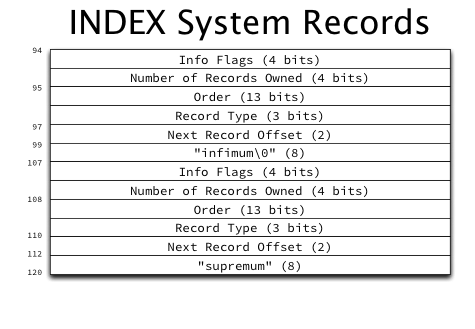 INDEX System Records
94
Info Flags (4 bits)
Number of Records Owned (4 bits)
95
Order (13 bits)
Record Type (3 bits)
97
Next Record Offset (2)
99
"infimum\0" (8)
107
Info Flags (4 bits)
Number of Records Owned (4 bits)
108
Order (13 bits)
Record Type (3 bits)
110
Next Record Offset (2)
112
"supremum" (8)
120